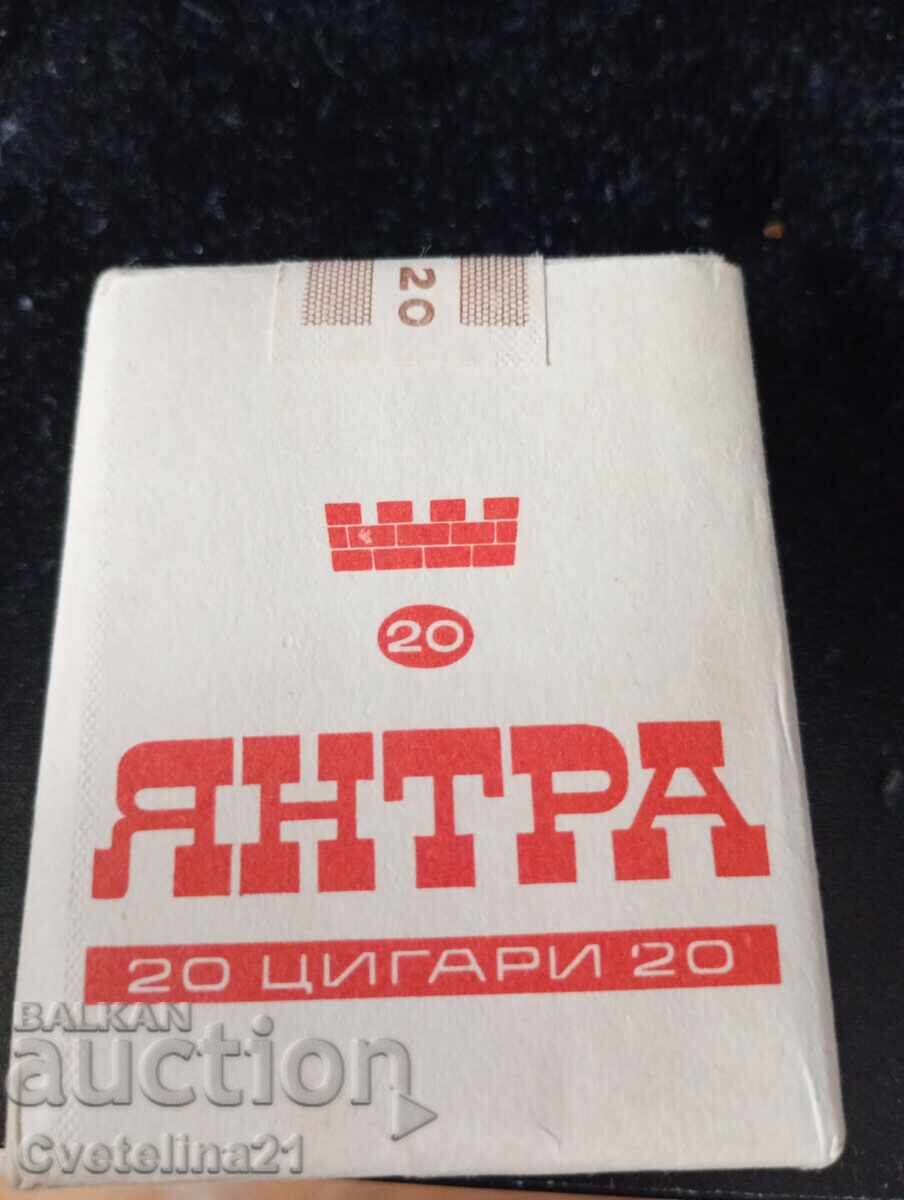 20
20
ЯНТРА
20 ЦИГАРИ 20
BALKAN
auction
Cvetelina21